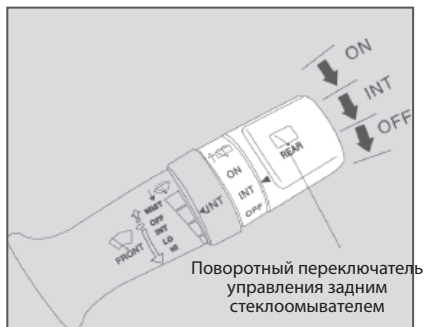 ON
INT
OFF
REAR
ON
INT
OFF
INT
MIST
OFF
INT
LO
HI
FRONT
Поворотный переключатель
управления задним
стеклоомывателем